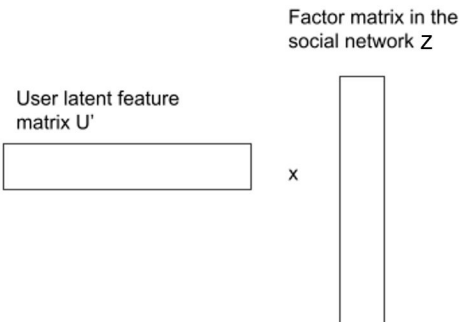 Factor matrix in the
social network Z
User latent feature
matrix U'
x